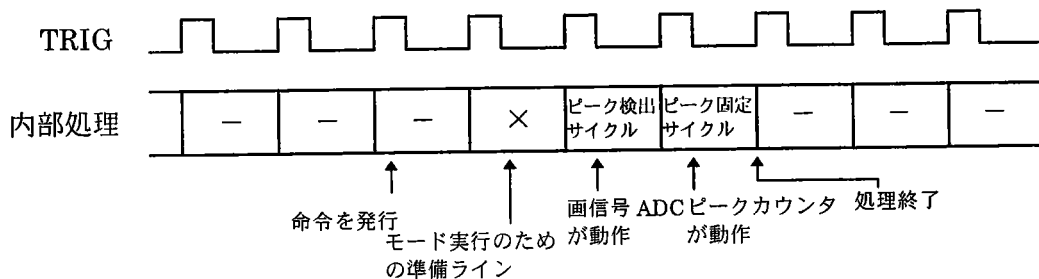 TRIG
内部処理
－ － － × ピーク検出 ピーク固定 － － －
サイクル サイクル
命令を発行
モード実行のため
の準備ライン
画信号
が動作
ADCピークカウンタ
が動作
処理終了